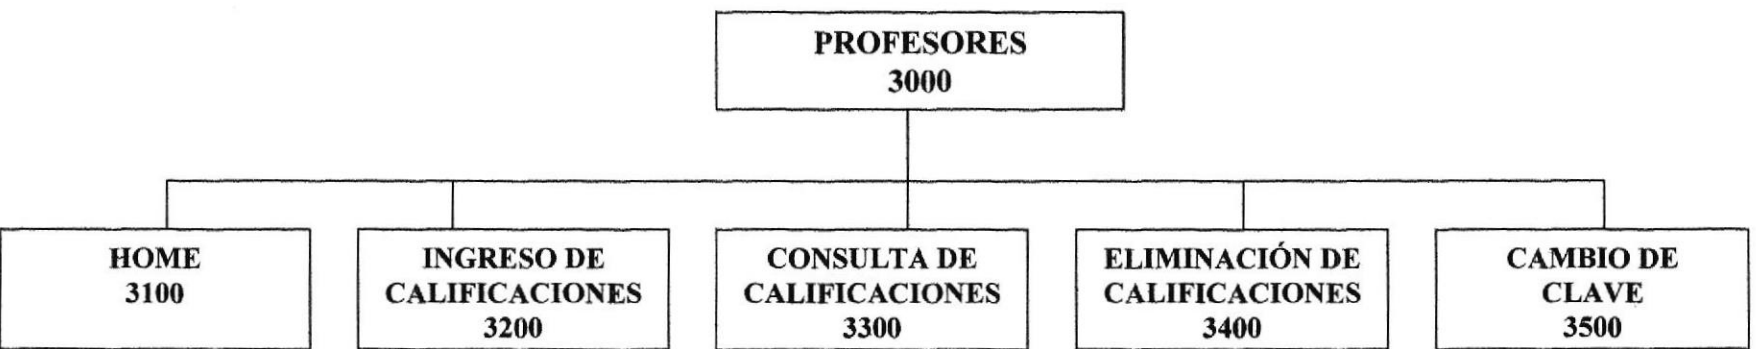 PROFESORES
3000
HOME
3100
INGRESO DE
CALIFICACIONES
3200
CONSULTA DE
CALIFICACIONES
3300
ELIMINACIÓN DE
CALIFICACIONES
3400
CAMBIO DE
CLAVE
3500